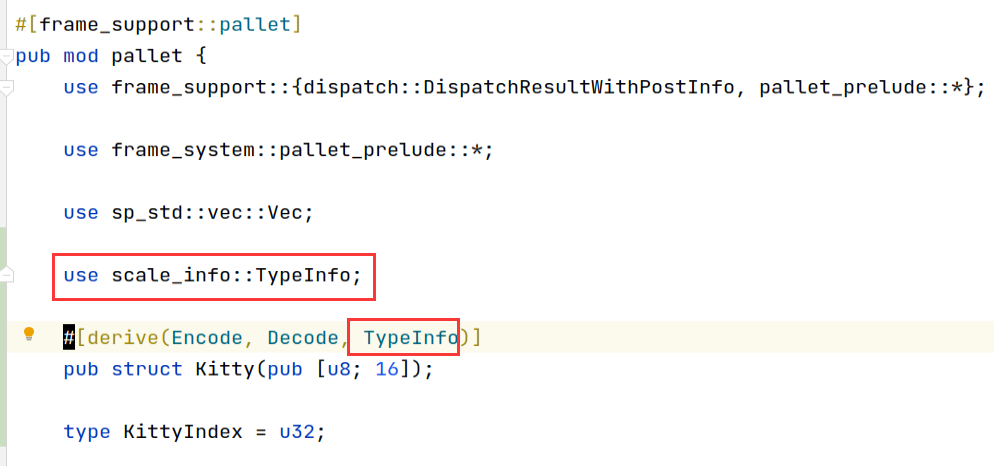 #[frame_support::pallet]
pub mod pallet {
use frame_support::{dispatch::DispatchResultWithPostInfo, pallet_prelude::*};
use frame_system::pallet_prelude::*;
use sp_std::vec::Vec;
use scale_info::TypeInfo;
#[derive(Encode, Decode, TypeInfo)]
pub struct Kitty(pub [u8; 16]);
type KittyIndex = u32;